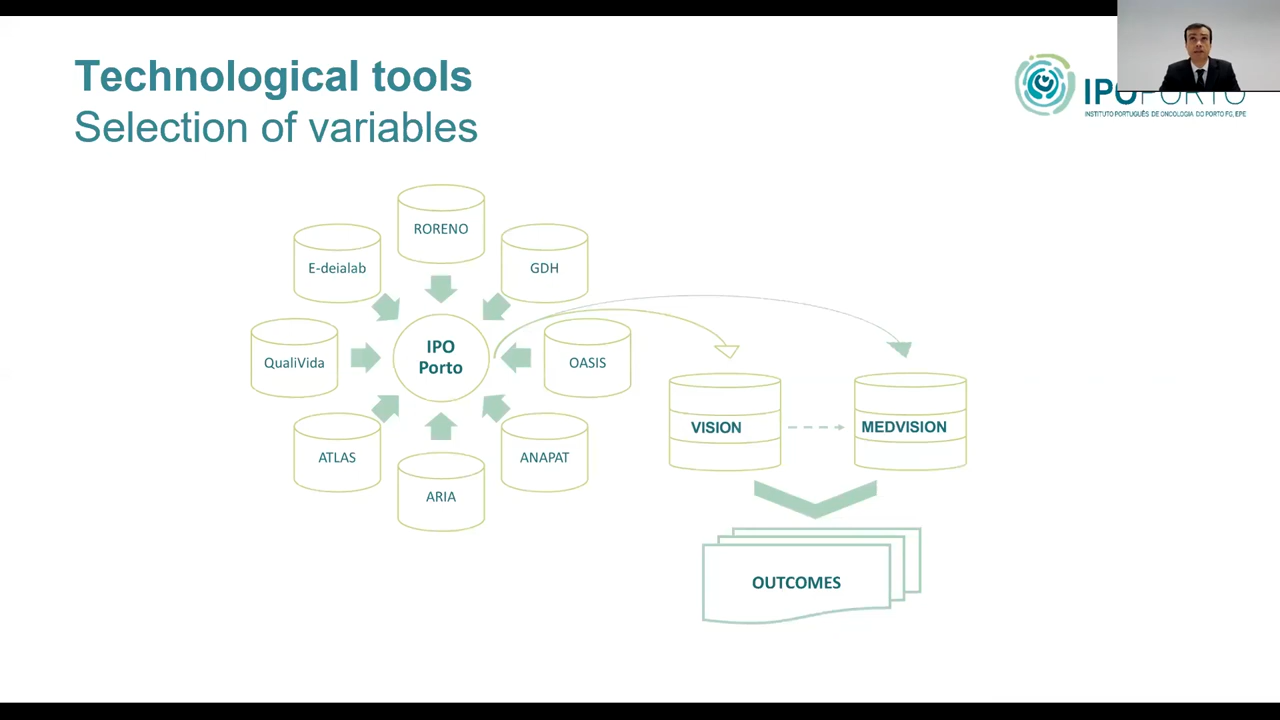 Technological tools
Selection of variables
IPOPORTO
INSTITUTO PORTUGUÊS DE ONCOLOGIA DO PORTO FG, EPE
RORENO
E-deialab
GDH
IPO
Porto
QualiVida
OASIS
ATLAS
ANAPAT
ARIA
VISION
MEDVISION
OUTCOMES